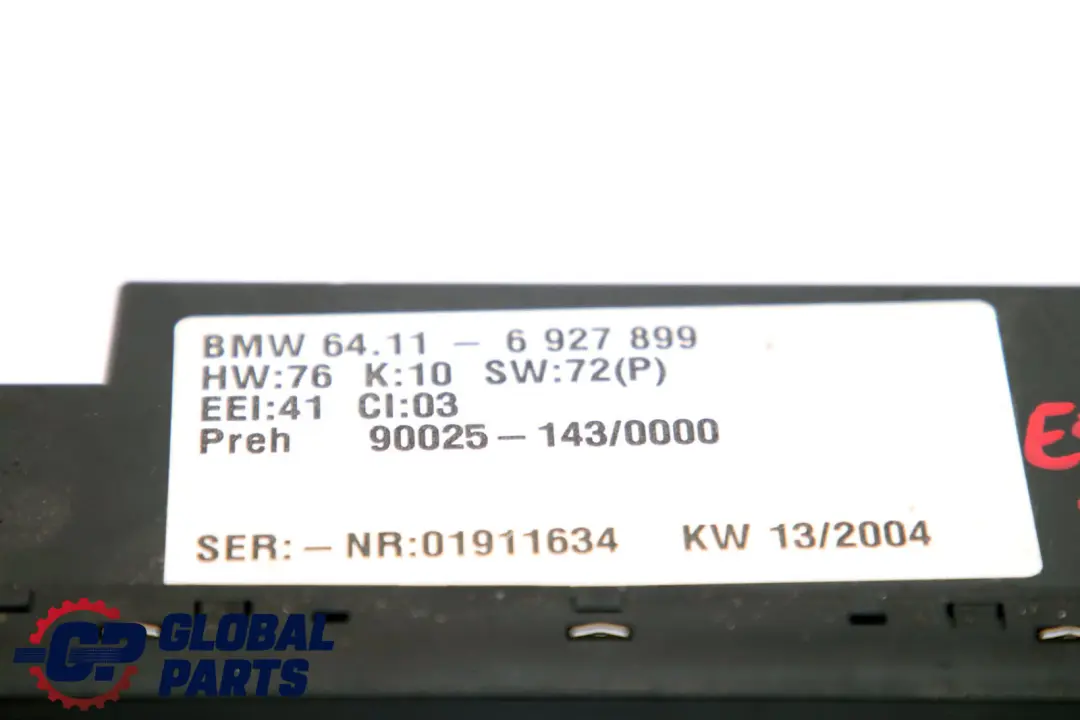 BMW 64.11 – 6 927 899
HW:76 K:10 SW:72(P)
EEI:41 CI:03
Preh 90025–143/0000
SER:–NR:01911634 KW 13/2004
GP GLOBAL
PARTS